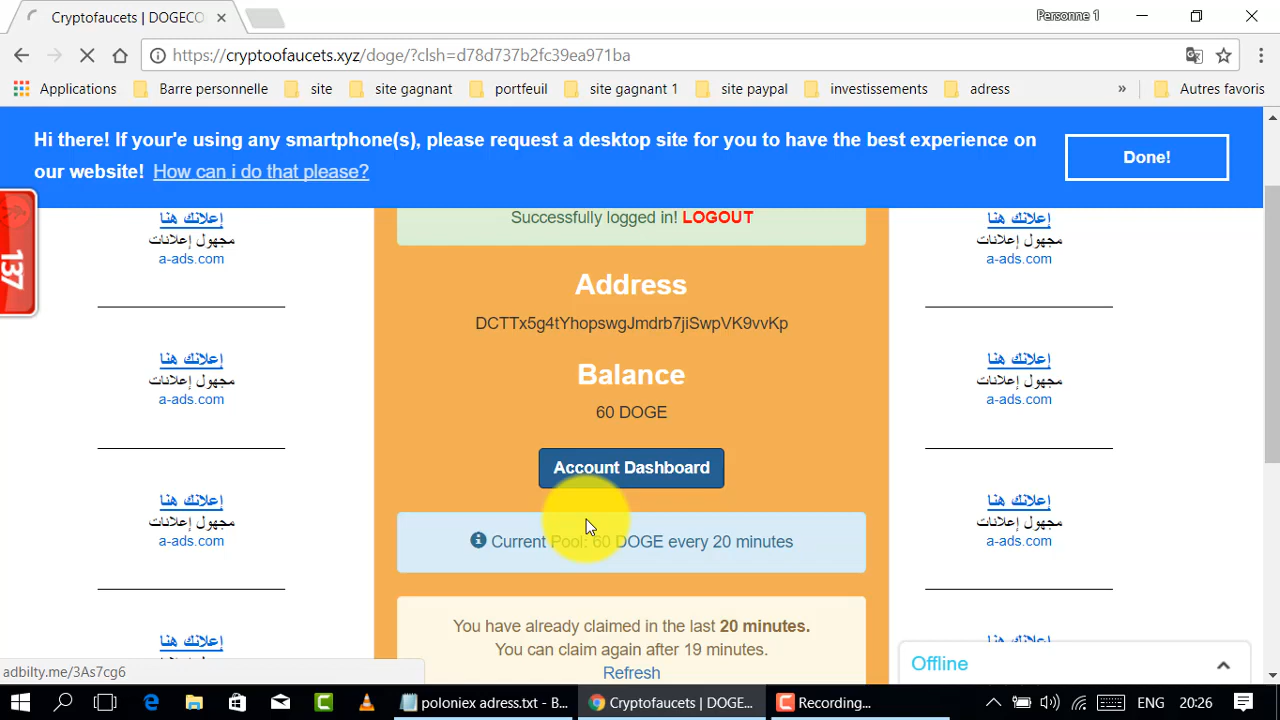 Cryptofaucets | DOGECO
Personne 1
https://cryptoofaucets.xyz/doge/?clsh=d78d737b2fc39ea971ba
Applications Barre personnelle site site gagnant portfeuil site gagnant 1 site paypal investissements adress » Autres favoris
Hi there! If your'e using any smartphone(s), please request a desktop site for you to have the best experience on
our website! How can i do that please?
Done!
137
إعلانك هنا
مجهول إعلانات
a-ads.com
إعلانك هنا
مجهول إعلانات
a-ads.com
إعلانك هنا
مجهول إعلانات
a-ads.com
إعلانك هنا
Successfully logged in! LOGOUT
Address
DCTTx5g4tYhopswgJmdrb7jiSwpVK9vvKp
Balance
60 DOGE
Account Dashboard
Current Pool: 60 DOGE every 20 minutes
You have already claimed in the last 20 minutes.
You can claim again after 19 minutes.
Refresh
إعلانك هنا
مجهول إعلانات
a-ads.com
إعلانك هنا
مجهول إعلانات
a-ads.com
إعلانك هنا
مجهول إعلانات
a-ads.com
إعلانك هنا
Offline
adbilty.me/3As7cg6
poloniex adress.txt - B...
Cryptofaucets | DOGE...
Recording...
ENG
20:26